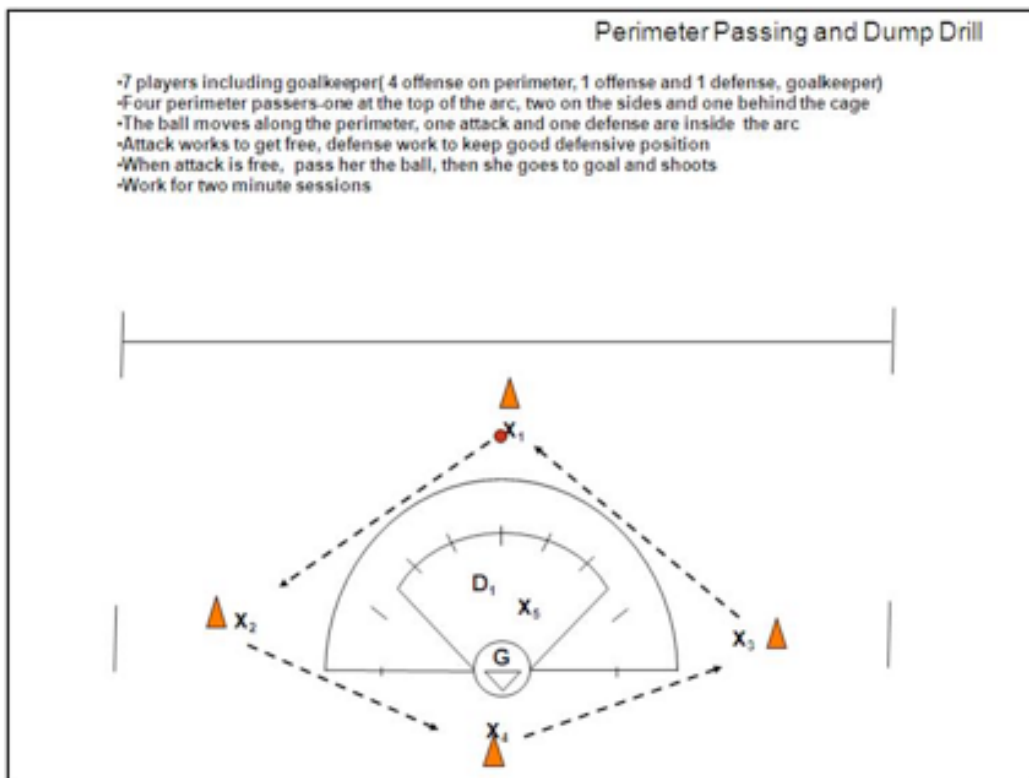 Perimeter Passing and Dump Drill
-7 players including goalkeeper( 4 offense on perimeter, 1 offense and 1 defense, goalkeeper)
-Four perimeter passers-one at the top of the arc, two on the sides and one behind the cage
-The ball moves along the perimeter, one attack and one defense are inside the arc
-Attack works to get free, defense work to keep good defensive position
-When attack is free, pass her the ball, then she goes to goal and shoots
-Work for two minute sessions
X1
D1
X5
X2
X3
G
X4